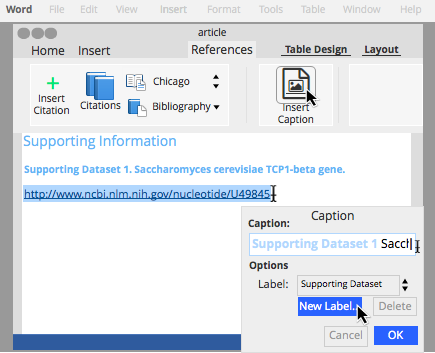 Word File Edit View Insert Format Tools Table Window Help
article
Home Insert References Table Design Layout
Insert Citation
Citations
Chicago
Bibliography
Insert Caption
Supporting Information
Supporting Dataset 1. Saccharomyces cerevisiae TCP1-beta gene.
http://www.ncbi.nlm.nih.gov/nucleotide/U49845
Caption
Caption:
Supporting Dataset 1 Sacch
Options
Label: Supporting Dataset
New Label... Delete
Cancel OK